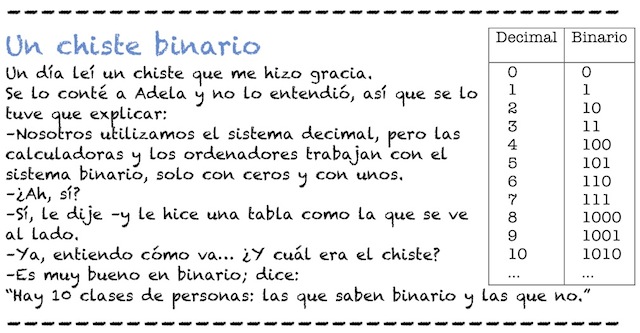 Un chiste binario
Un día leí un chiste que me hizo gracia.
Se lo conté a Adela y no lo entendió, así que se lo
tuve que explicar:
-Nosotros utilizamos el sistema decimal, pero las
calculadoras y los ordenadores trabajan con el
sistema binario, solo con ceros y con unos.
-¿Ah, sí?
-Sí, le dije -y le hice una tabla como la que se ve
al lado.
-Ya, entiendo cómo va... ¿Y cuál era el chiste?
-Es muy bueno en binario; dice:
"Hay 10 clases de personas: las que saben binario y las que no."
Decimal Binario
0 0
1 1
2 10
3 11
4 100
5 101
6 110
7 111
8 1000
9 1001
10 1010
... ...